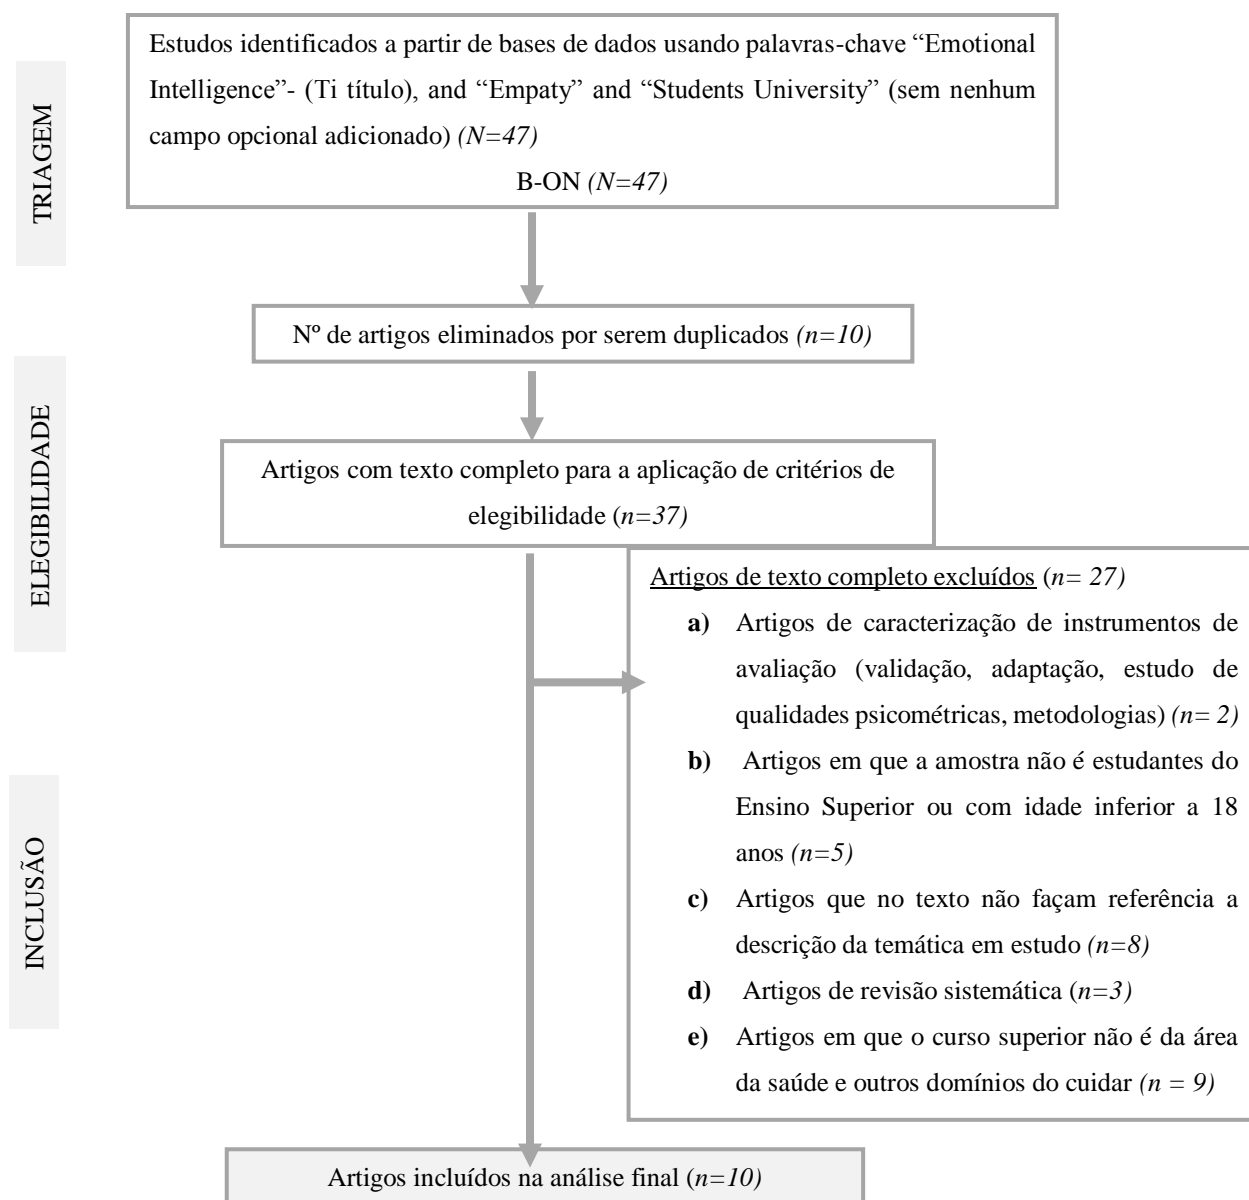 TRIAGEM
Estudos identificados a partir de bases de dados usando palavras-chave “Emotional
Intelligence”- (Ti título), and “Empaty” and “Students University” (sem nenhum
campo opcional adicionado) (N=47)
B-ON (N=47)
Nº de artigos eliminados por serem duplicados (n=10)
ELEGIBILIDADE
Artigos com texto completo para a aplicação de critérios de
elegibilidade (n=37)
Artigos de texto completo excluídos (n= 27)
a) Artigos de caracterização de instrumentos de
avaliação (validação, adaptação, estudo de
qualidades psicométricas, metodologias) (n= 2)
b) Artigos em que a amostra não é estudantes do
Ensino Superior ou com idade inferior a 18
anos (n=5)
c) Artigos que no texto não façam referência a
descrição da temática em estudo (n=8)
d) Artigos de revisão sistemática (n=3)
e) Artigos em que o curso superior não é da área
da saúde e outros domínios do cuidar (n = 9)
INCLUSÃO
Artigos incluídos na análise final (n=10)